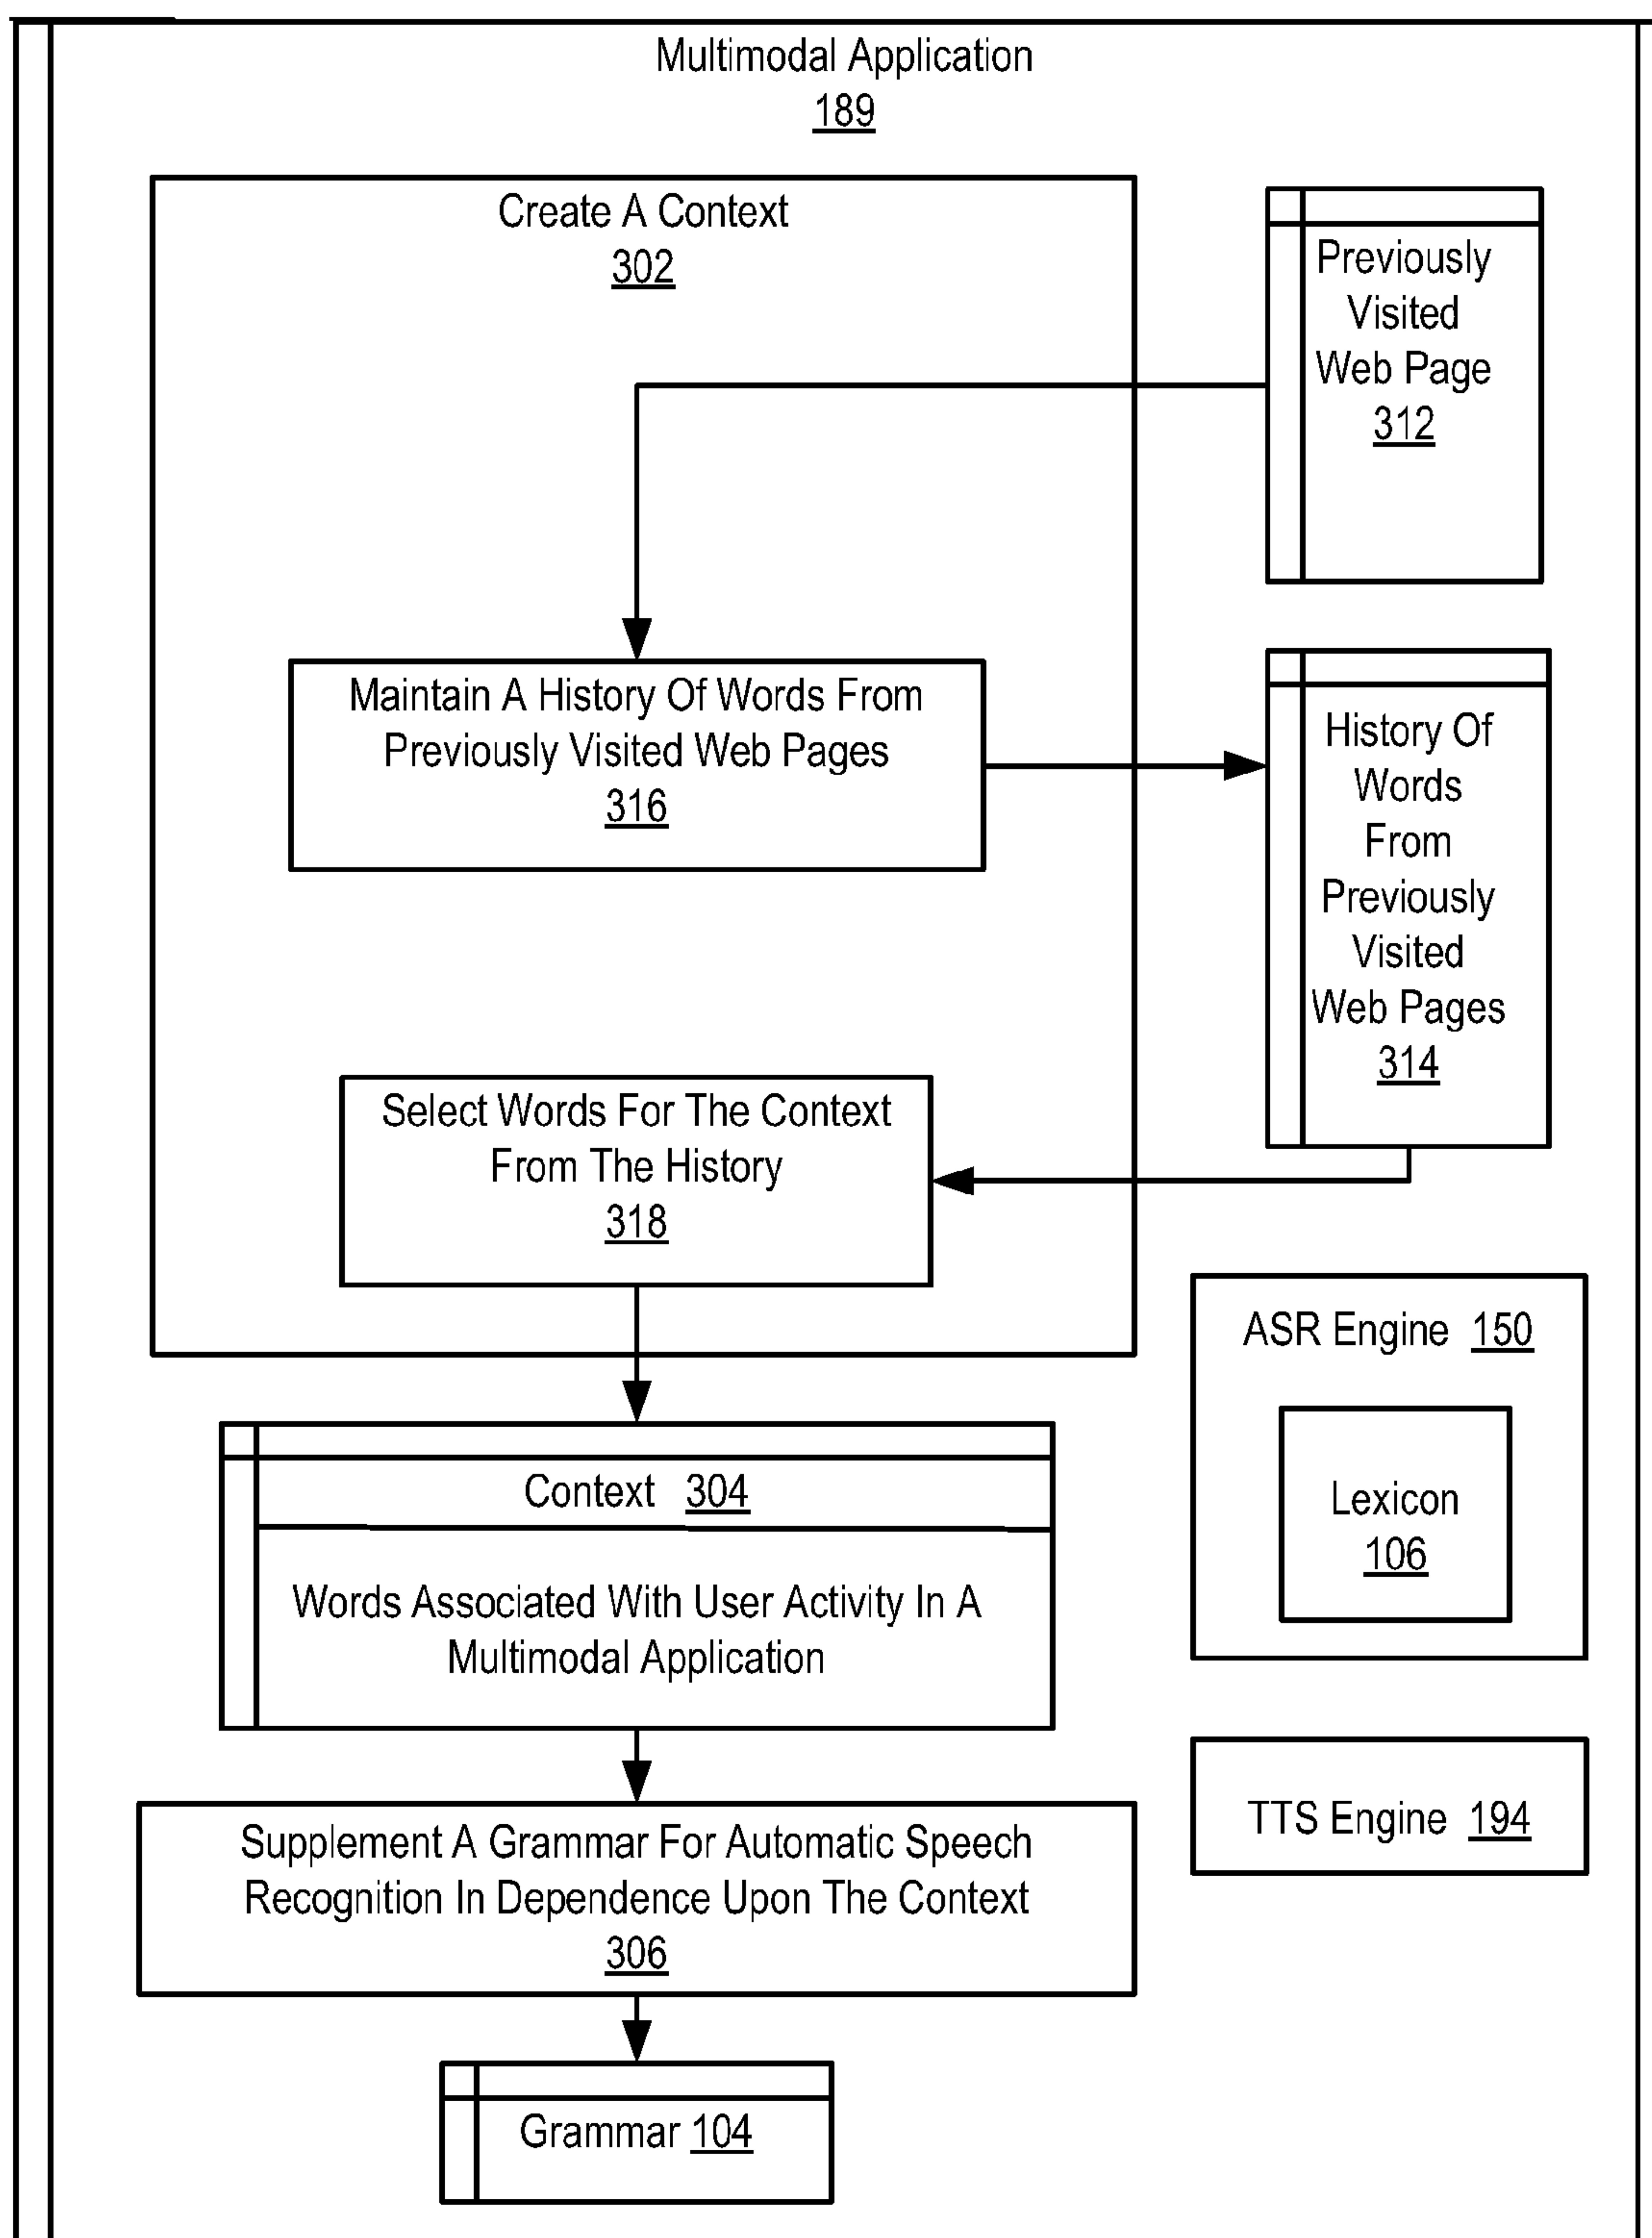 Multimodal Application
189
Create A Context
302
Previously
Visited
Web Page
312
Maintain A History Of Words From
Previously Visited Web Pages
316
History Of
Words
From
Previously
Visited
Web Pages
314
Select Words For The Context
From The History
318
ASR Engine 150
Lexicon
106
Context 304
Words Associated With User Activity In A
Multimodal Application
TTS Engine 194
Supplement A Grammar For Automatic Speech
Recognition In Dependence Upon The Context
306
Grammar 104